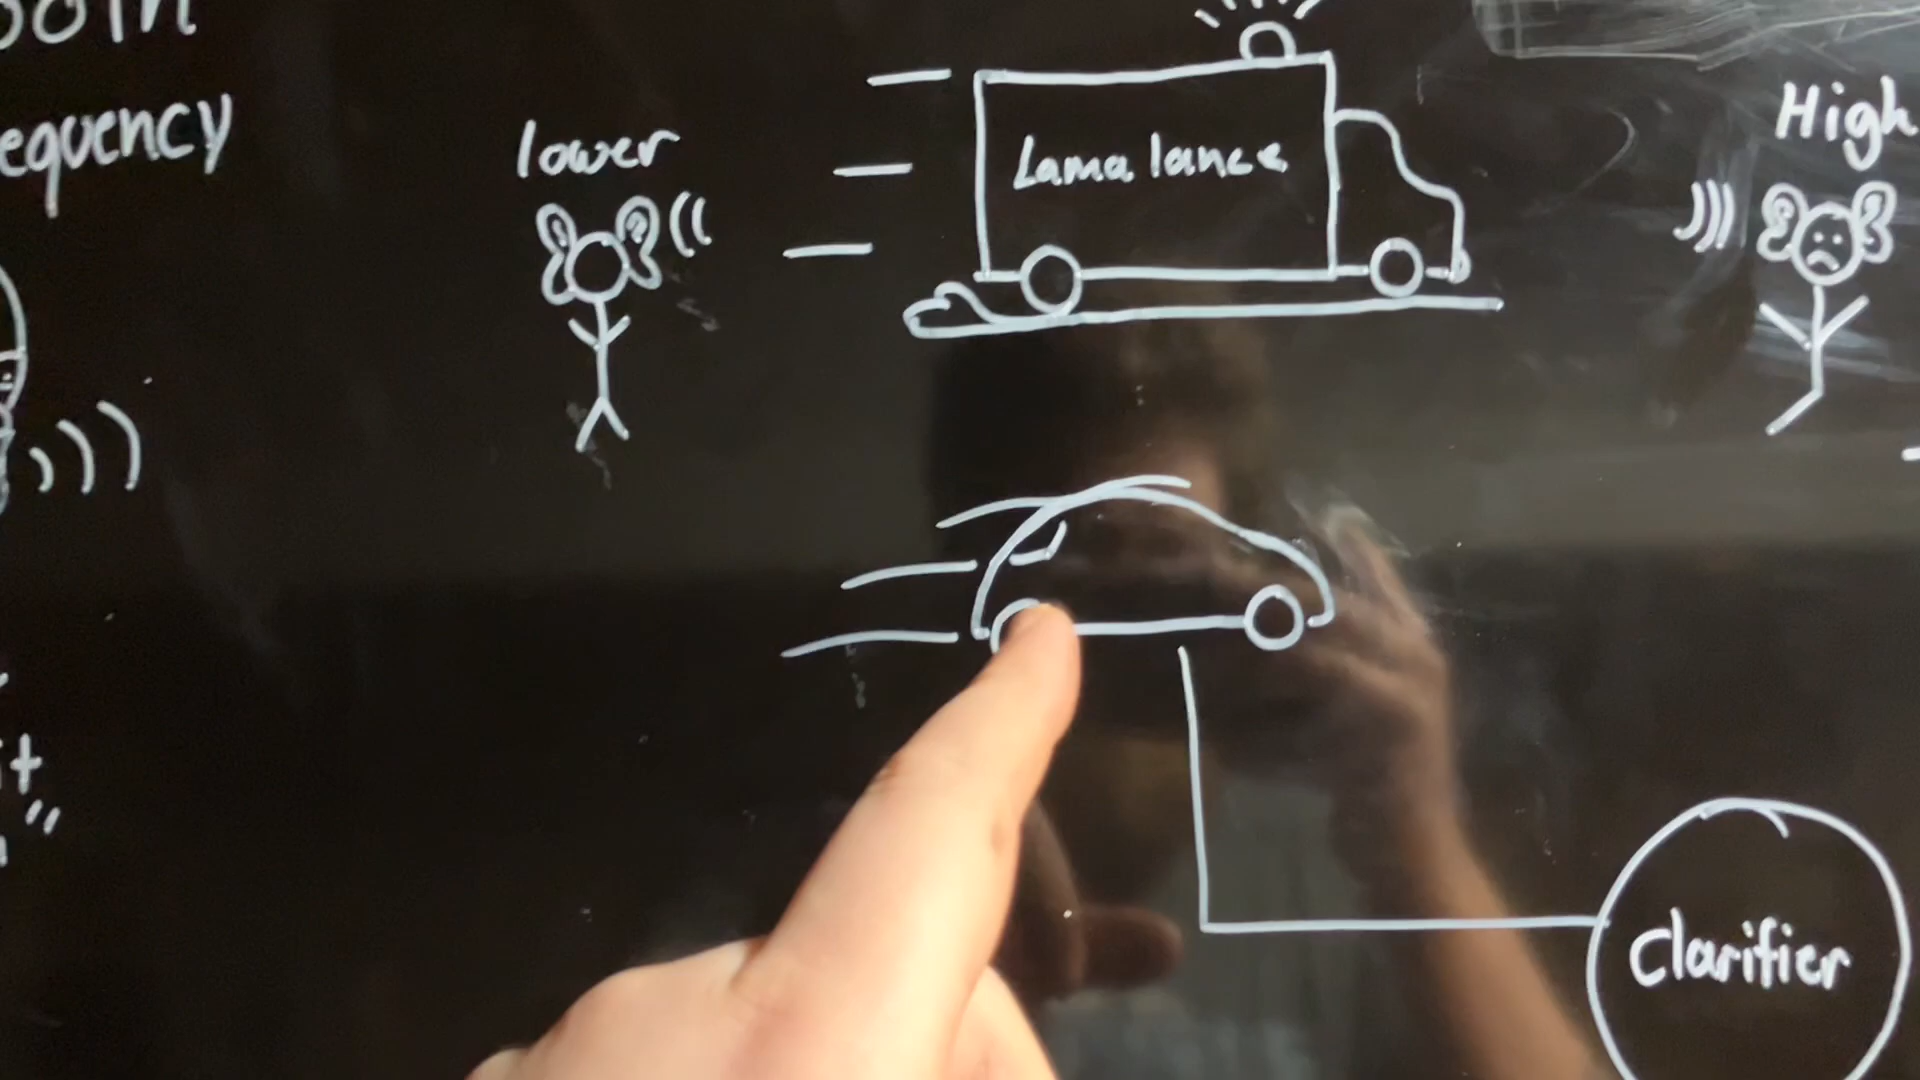 equency
lower
Lama lance
High
clarifier